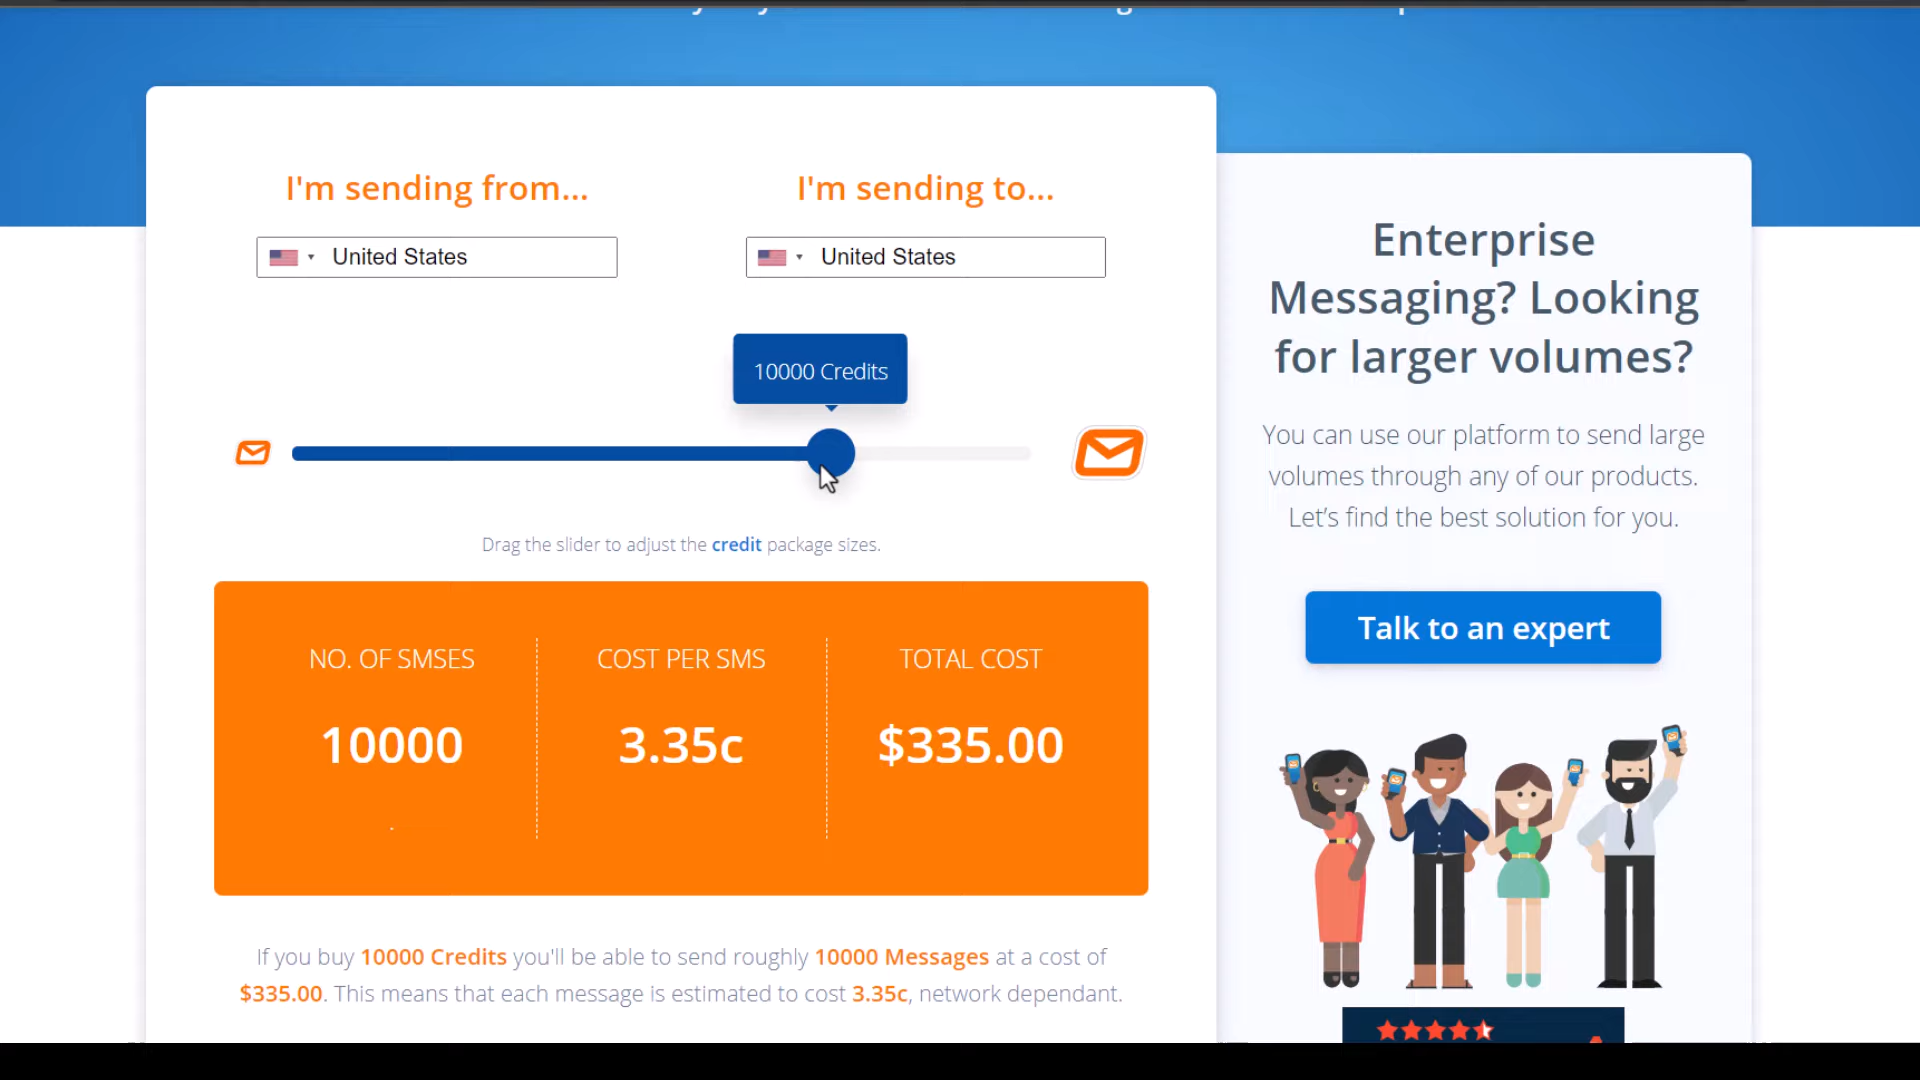 I'm sending from...
I'm sending to...
United States
United States
10000 Credits
Drag the slider to adjust the credit package sizes.
NO. OF SMSES
COST PER SMS
TOTAL COST
10000
3.35c
$335.00
If you buy 10000 Credits you'll be able to send roughly 10000 Messages at a cost of
$335.00. This means that each message is estimated to cost 3.35c, network dependant.
Enterprise
Messaging? Looking
for larger volumes?
You can use our platform to send large
volumes through any of our products.
Let's find the best solution for you.
Talk to an expert